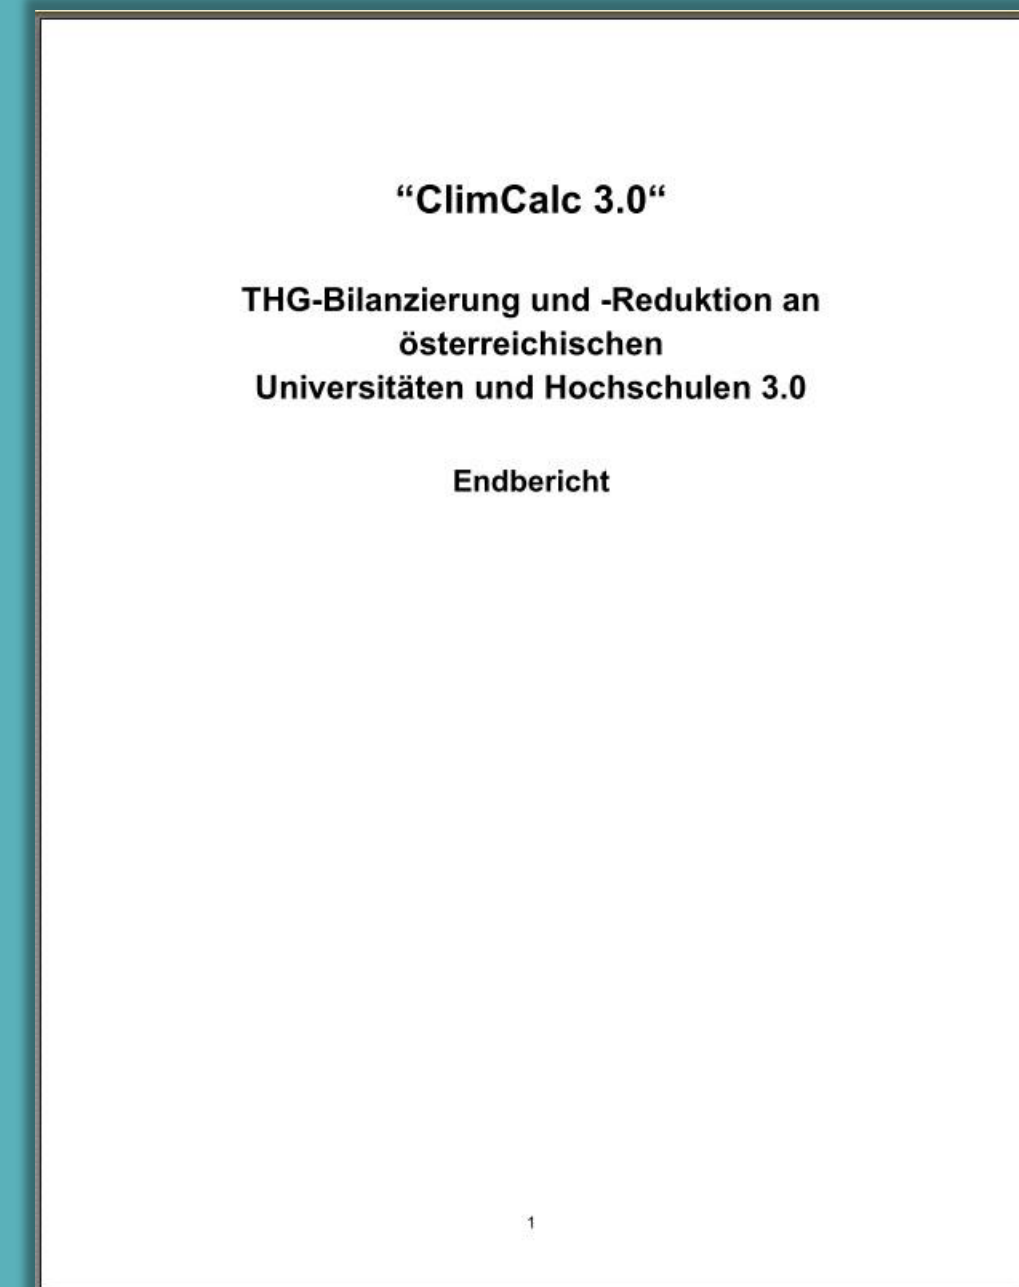 “ClimCalc 3.0“
THG-Bilanzierung und -Reduktion an
österreichischen
Universitäten und Hochschulen 3.0
Endbericht
1